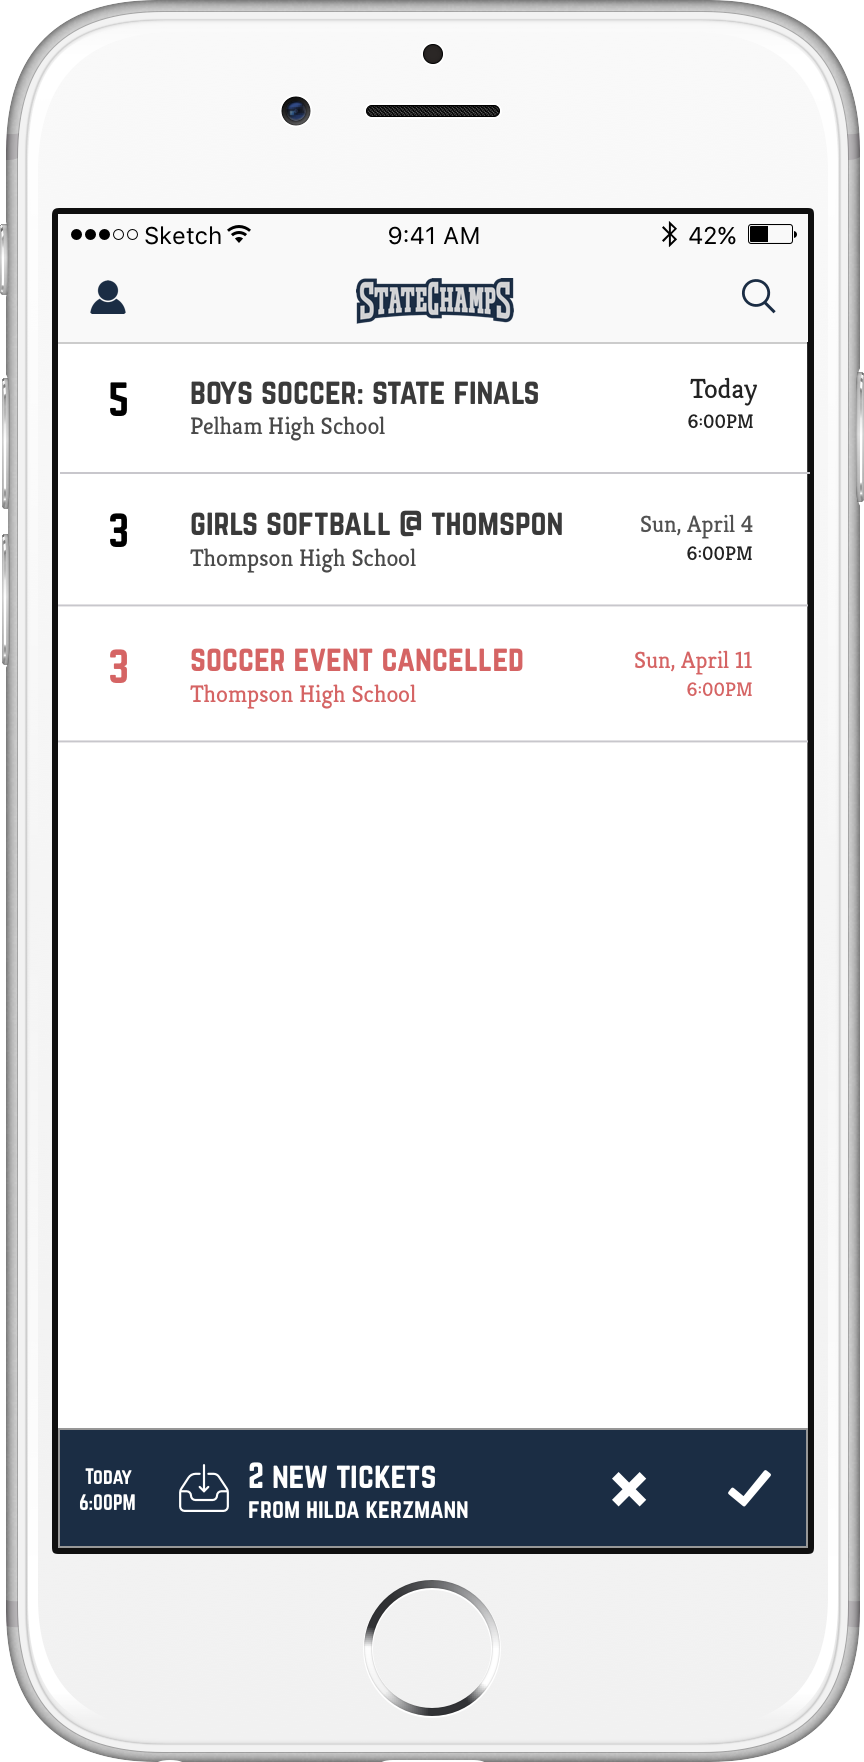 Sketch 9:41 AM 42%
STATECHAMPS
5 BOYS SOCCER: STATE FINALS Today
Pelham High School 6:00PM
3 GIRLS SOFTBALL @ THOMSPON Sun, April 4
Thompson High School 6:00PM
3 SOCCER EVENT CANCELLED Sun, April 11
Thompson High School 6:00PM
TODAY 2 NEW TICKETS
6:00PM FROM HILDA KERZMANN